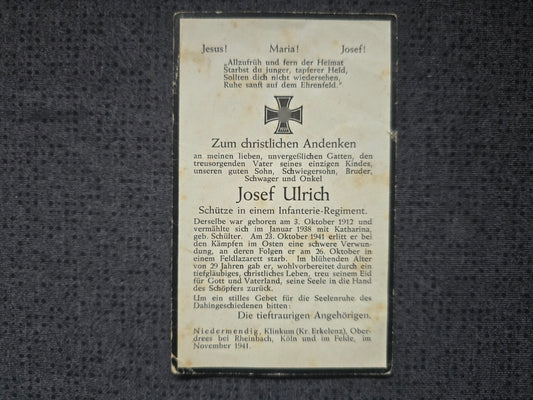 Jesus! Maria! Josef!
„Allzufrüh und fern der Heimat
Starbst du junger, tapferer Held,
Sollten dich nicht wiedersehen,
Ruhe sanft auf dem Ehrenfeld."
Zum christlichen Andenken
an meinen lieben, unvergeßlichen Gatten, den
treusorgenden Vater seines einzigen Kindes,
unseren guten Sohn, Schwiegersohn, Bruder,
Schwager und Onkel
Josef Ulrich
Schütze in einem Infanterie-Regiment.
Derselbe war geboren am 3. Oktober 1912 und
vermählte sich im Januar 1938 mit Katharina,
geb. Schülter. Am 23. Oktober 1941 erlitt er bei
den Kämpfen im Osten eine schwere Verwun-
dung, an deren Folgen er am 26. Oktober in
einem Feldlazarett starb. Im blühenden Alter
von 29 Jahren gab er, wohlvorbereitet durch ein
tiefgläubiges, christliches Leben, treu seinem Eid
für Gott und Vaterland, seine Seele in die Hand
des Schöpfers zurück.
Um ein stilles Gebet für die Seelenruhe des
Dahingeschiedenen bitten:
Die tieftraurigen Angehörigen.
Niedermendig, Klinkum (Kr. Erkelenz), Ober-
drees bei Rheinbach, Köln und im Felde, im
November 1941.